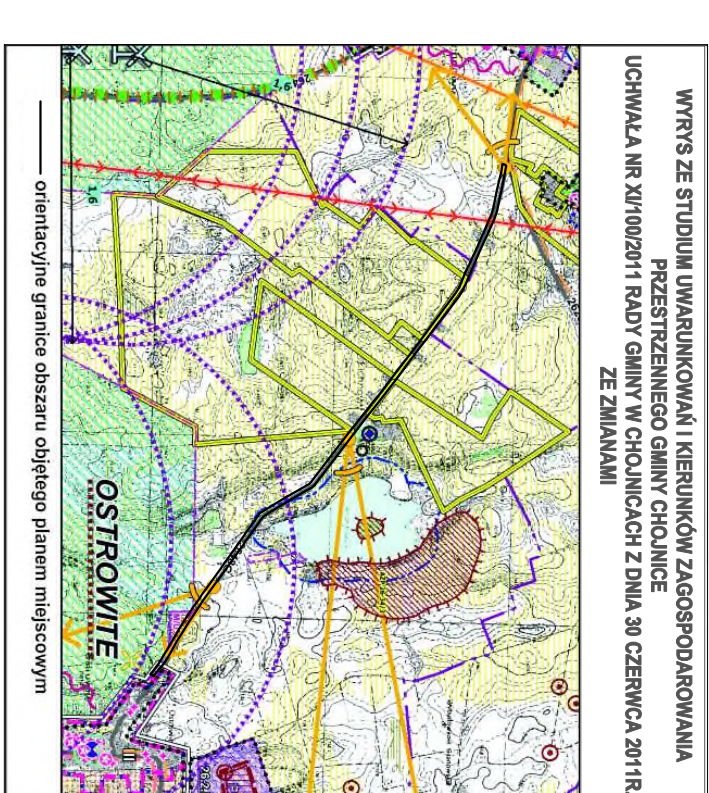 WYRYS ZE STUDIUM UWARUNKOWAŃ I KIERUNKÓW ZAGOSPODAROWANIA
PRZESTRZENNEGO GMINY CHOJNICE
UCHWAŁA NR XI/100/2011 RADY GMINY W CHOJNICACH Z DNIA 30 CZERWCA 2011R.
ZE ZMIANAMI
1,6
1,6
OSTROWITE
orientacyjne granice obszaru objętego planem miejscowym